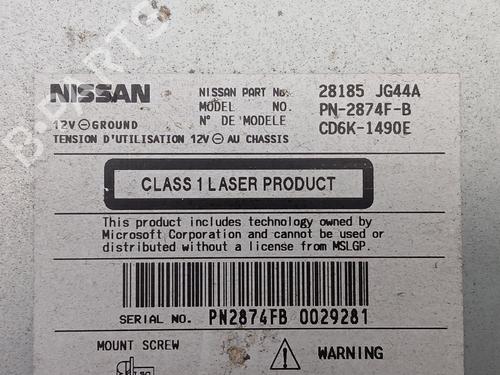 B-PARTS
NISSAN
NISSAN PART No. 28185 JG44A
MODEL NO. PN-2874F-B
N° DE MODELE CD6K-1490E
12V ⊖ GROUND
TENSION D'UTILISATION 12V ⊖ AU CHASSIS
CLASS 1 LASER PRODUCT
This product includes technology owned by
Microsoft Corporation and cannot be used or
distributed without a license from MSLGP.
SERIAL NO. PN2874FB 0029281
MOUNT SCREW
WARNING